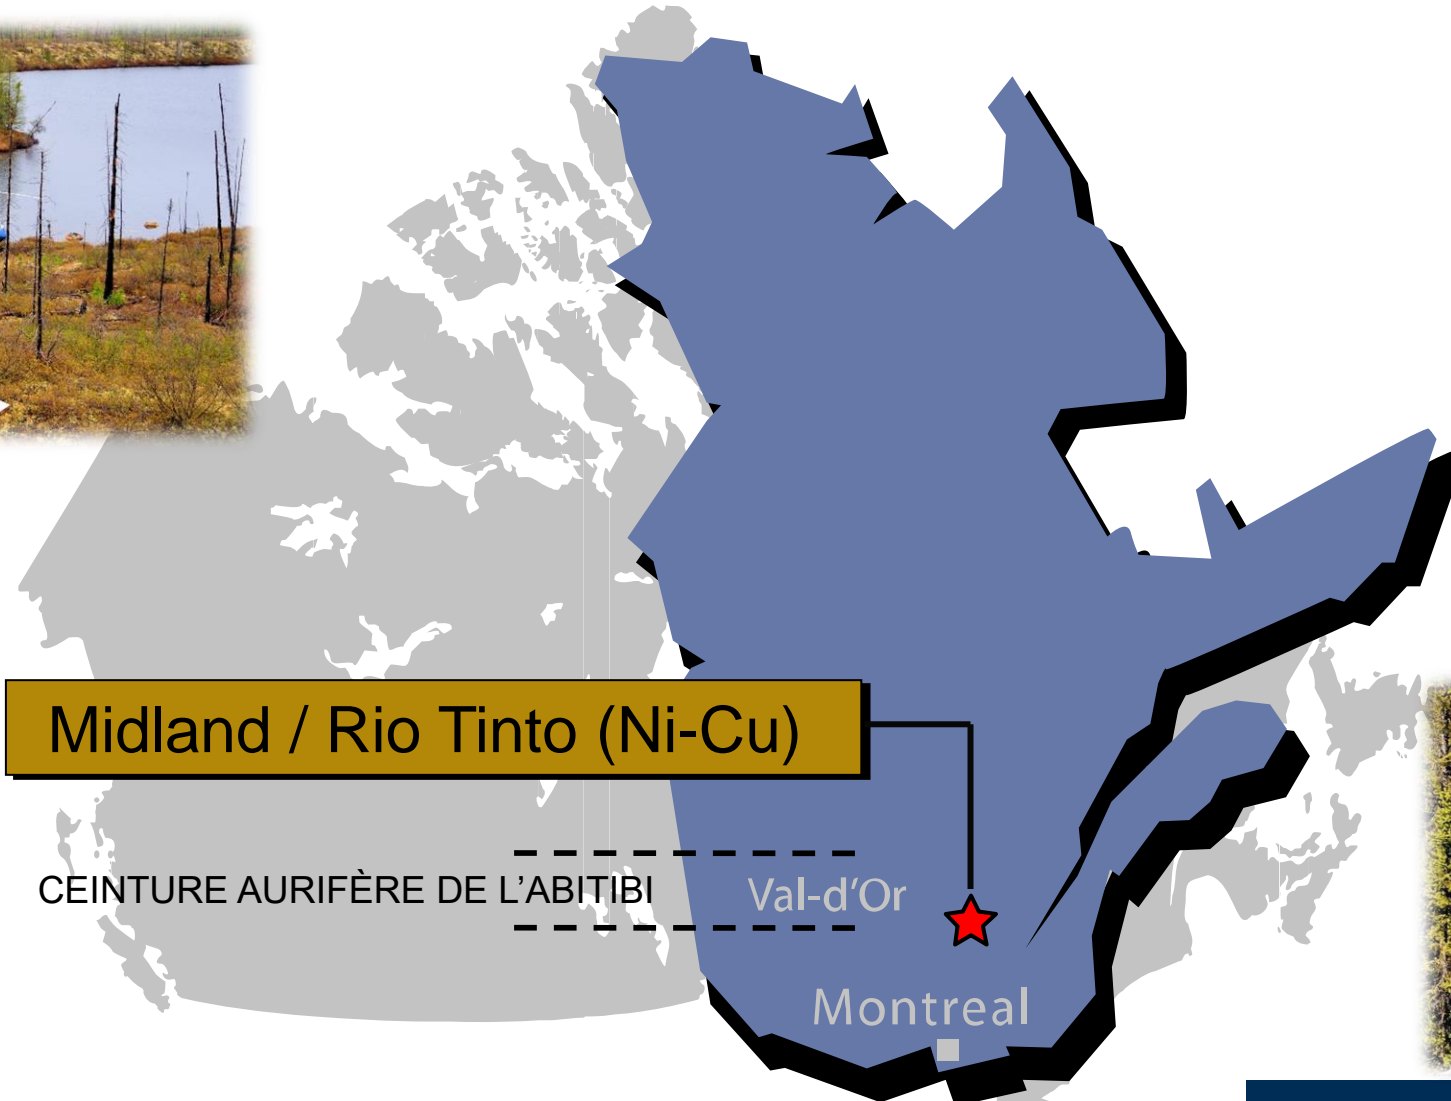 Midland / Rio Tinto (Ni-Cu)
CEINTURE AURIFÈRE DE L’ABITIBI
Val-d’Or
Montreal